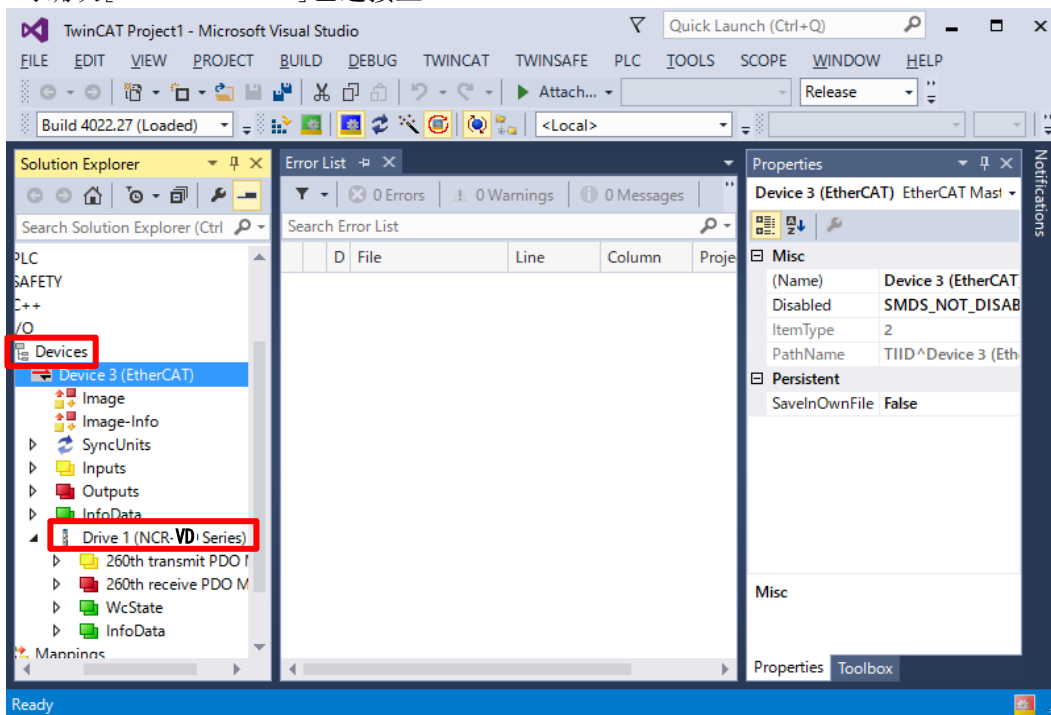 TwinCAT Project1 - Microsoft Visual Studio
Quick Launch (Ctrl+Q)
FILE EDIT VIEW PROJECT BUILD DEBUG TWINCAT TWINSAFE PLC TOOLS SCOPE WINDOW HELP
Attach...
Release
Build 4022.27 (Loaded)
<Local>
Solution Explorer
Search Solution Explorer (Ctrl
PLC
SAFETY
C++
I/O
Devices
Device 3 (EtherCAT)
Image
Image-Info
SyncUnits
Inputs
Outputs
InfoData
Drive 1 (NCR-VD Series)
260th transmit PDO M
260th receive PDO M
WcState
InfoData
Mappings
Error List
0 Errors 0 Warnings 0 Messages
Search Error List
D File Line Column Proje
Properties
Device 3 (EtherCAT) EtherCAT Mast
Misc
(Name) Device 3 (EtherCAT
Disabled SMDS_NOT_DISAB
ItemType 2
PathName TIID^Device 3 (Eth
Persistent
SaveInOwnFile False
Misc
Properties Toolbox
Notifications
Ready